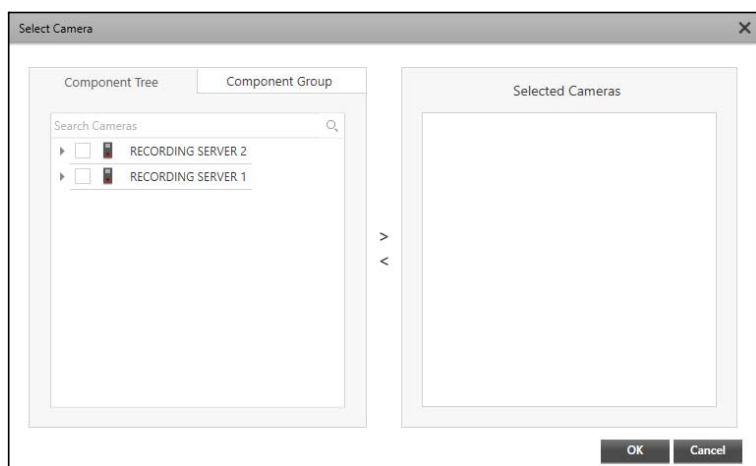 Select Camera
Component Tree
Component Group
Search Cameras
RECORDING SERVER 2
RECORDING SERVER 1
>
<
Selected Cameras
OK
Cancel